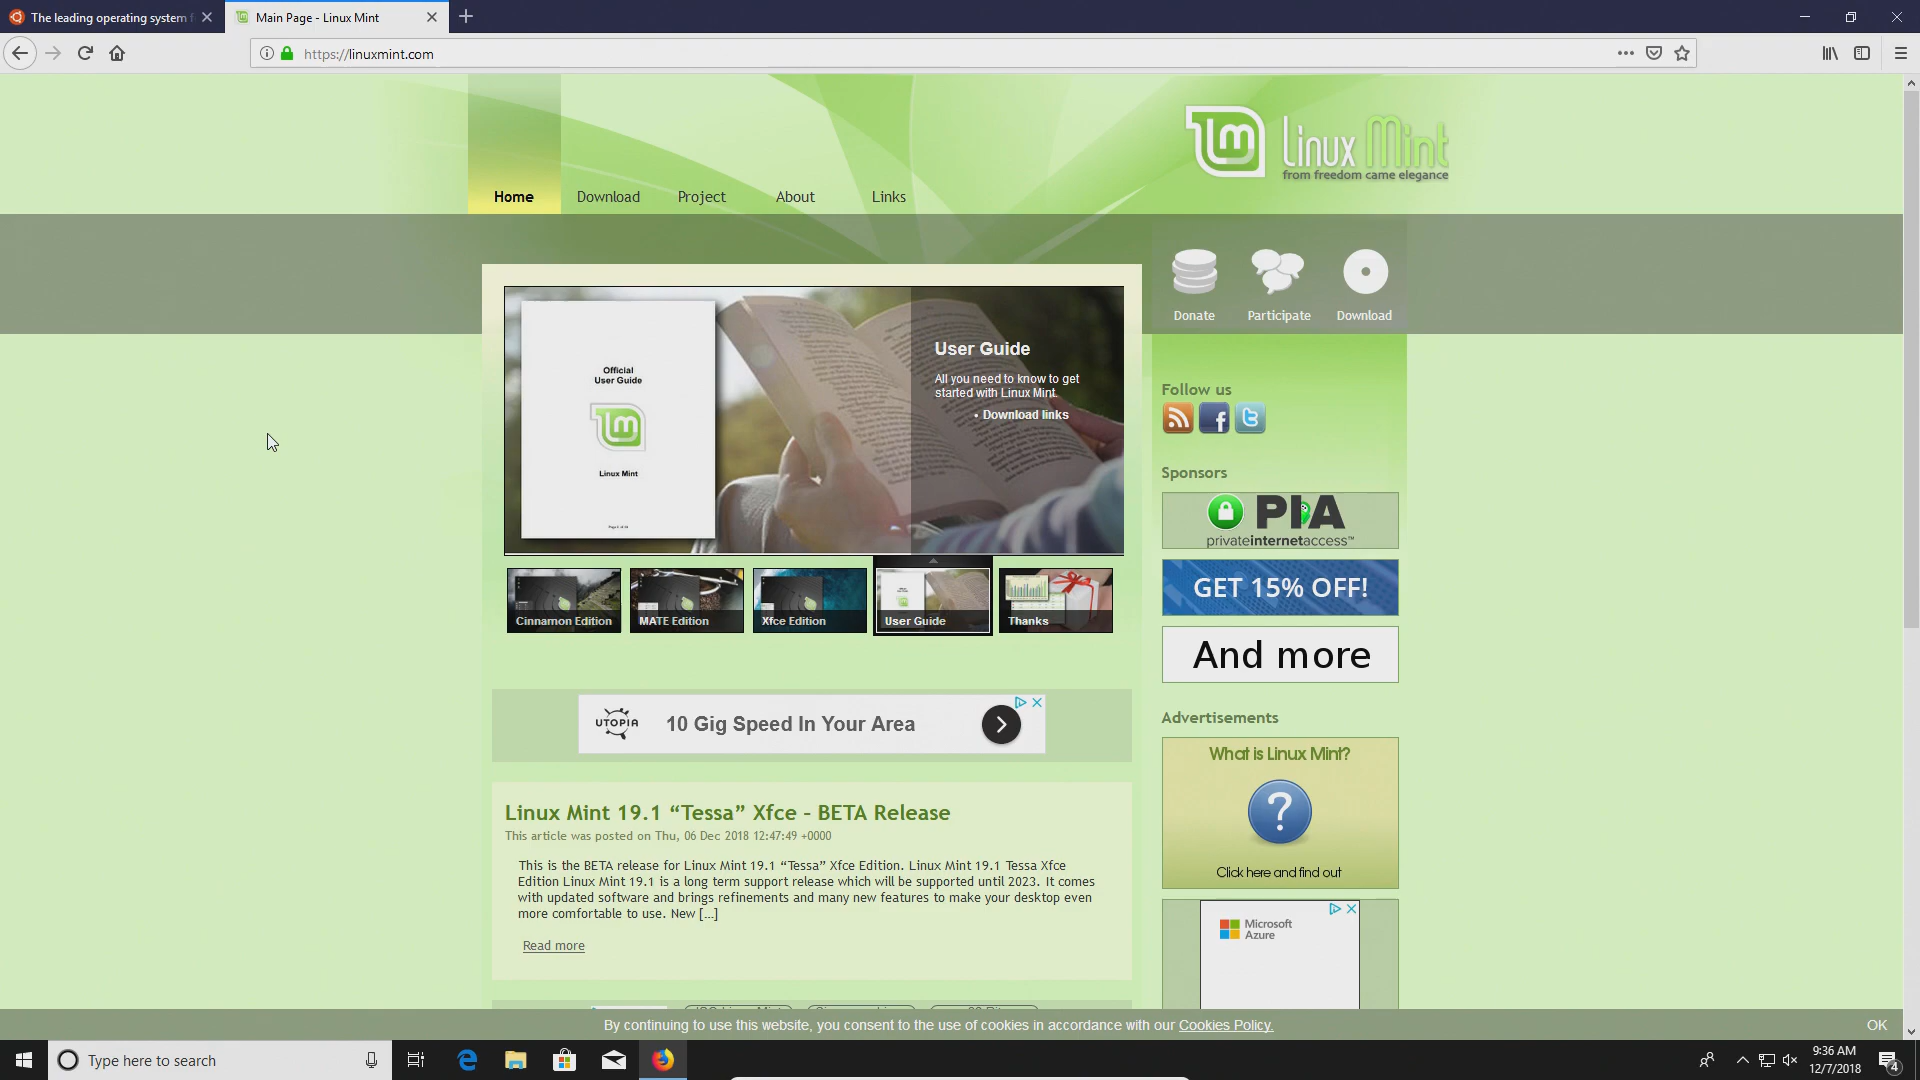 The leading operating system f
Main Page - Linux Mint
https://linuxmint.com
Linux Mint
from freedom came elegance
Home
Download
Project
About
Links
Donate
Participate
Download
Official
User Guide
Linux Mint
User Guide
All you need to know to get
started with Linux Mint.
• Download links
Cinnamon Edition
MATE Edition
Xfce Edition
User Guide
Thanks
Follow us
Sponsors
PIA
privateinternetaccess™
GET 15% OFF!
And more
UTOPIA
10 Gig Speed In Your Area
Advertisements
What is Linux Mint?
?
Click here and find out
Linux Mint 19.1 “Tessa” Xfce – BETA Release
This article was posted on Thu, 06 Dec 2018 12:47:49 +0000
This is the BETA release for Linux Mint 19.1 “Tessa” Xfce Edition. Linux Mint 19.1 Tessa Xfce
Edition Linux Mint 19.1 is a long term support release which will be supported until 2023. It comes
with updated software and brings refinements and many new features to make your desktop even
more comfortable to use. New […]
Read more
Microsoft
Azure
By continuing to use this website, you consent to the use of cookies in accordance with our Cookies Policy.
OK
Type here to search
9:36 AM
12/7/2018
4